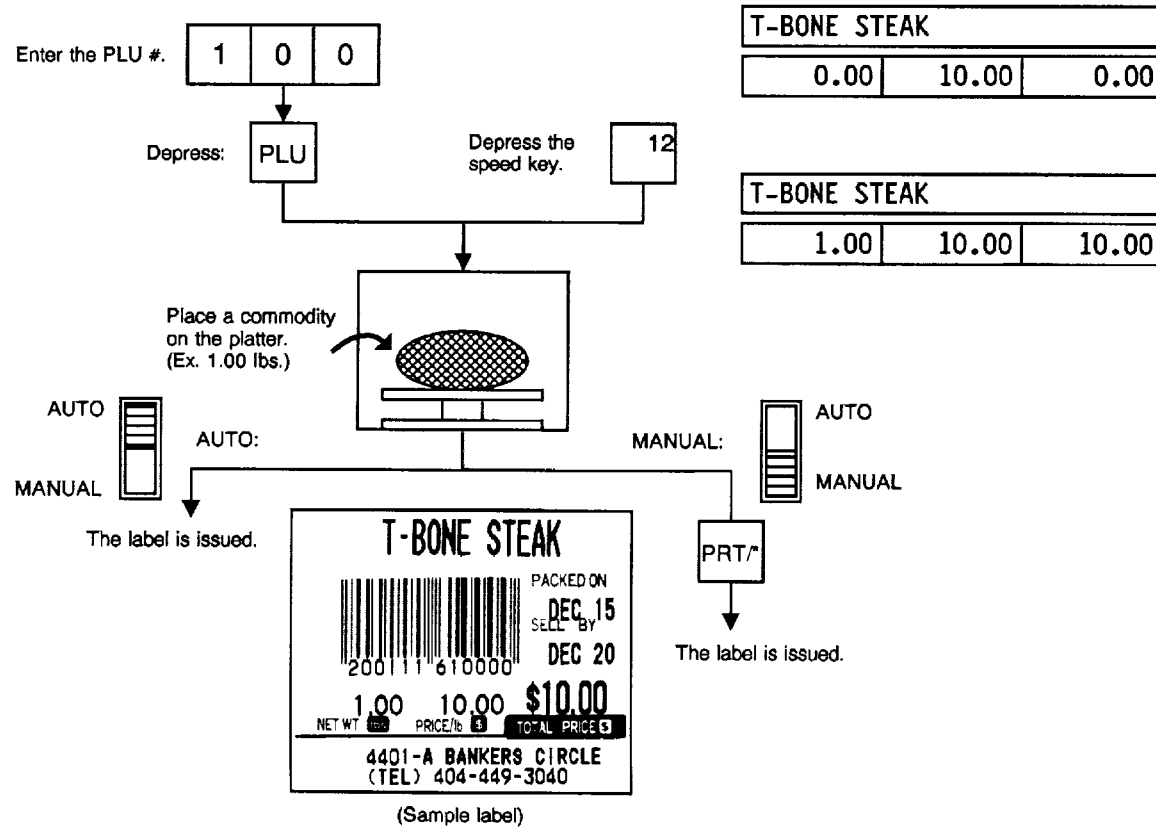 Enter the PLU #. 1 0 0
Depress: PLU
Depress the
speed key.
12
T-BONE STEAK
0.00 10.00 0.00
T-BONE STEAK
1.00 10.00 10.00
Place a commodity
on the platter.
(Ex. 1.00 lbs.)
AUTO
MANUAL
AUTO:
The label is issued.
MANUAL:
AUTO
MANUAL
PRT/*
The label is issued.
T-BONE STEAK
PACKED ON
DEC 15
SELL BY
DEC 20
200111 610000
1.00 10.00 $10.00
NET WT PRICE/lb $ TOTAL PRICE $
4401-A BANKERS CIRCLE
(TEL) 404-449-3040
(Sample label)